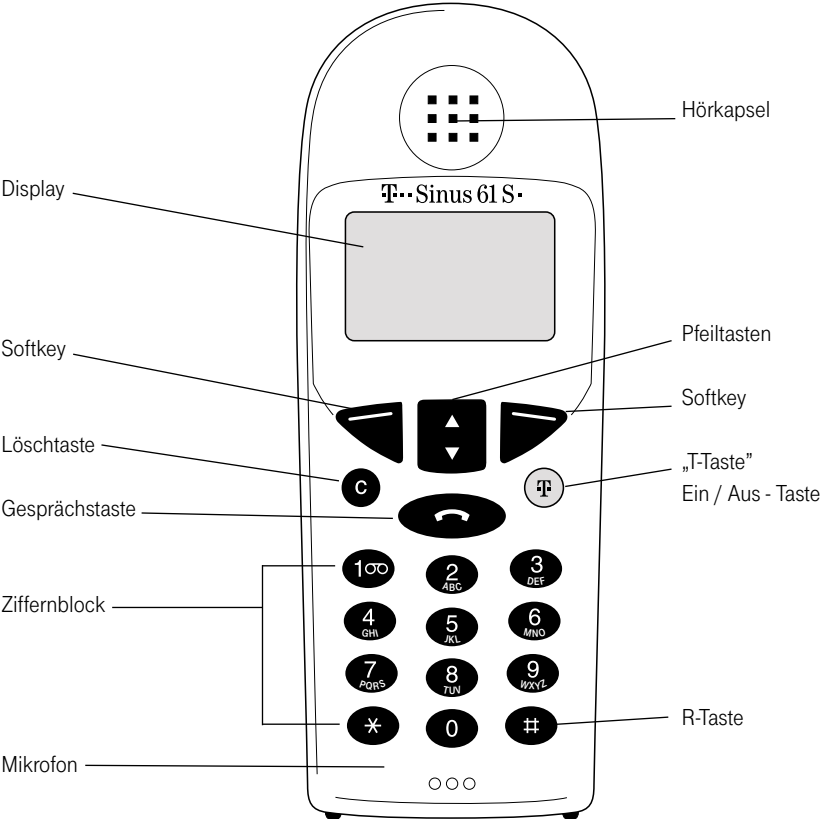 Hörkapsel
Display
T··Sinus 61 S·
Pfeiltasten
Softkey
Softkey
Löschtaste
„T-Taste”
Ein / Aus - Taste
C
T
Gesprächstaste
1
2
ABC
3
DEF
Ziffernblock
4
GHI
5
JKL
6
MNO
7
PQRS
8
TUV
9
WXYZ
*
0
#
R-Taste
Mikrofon